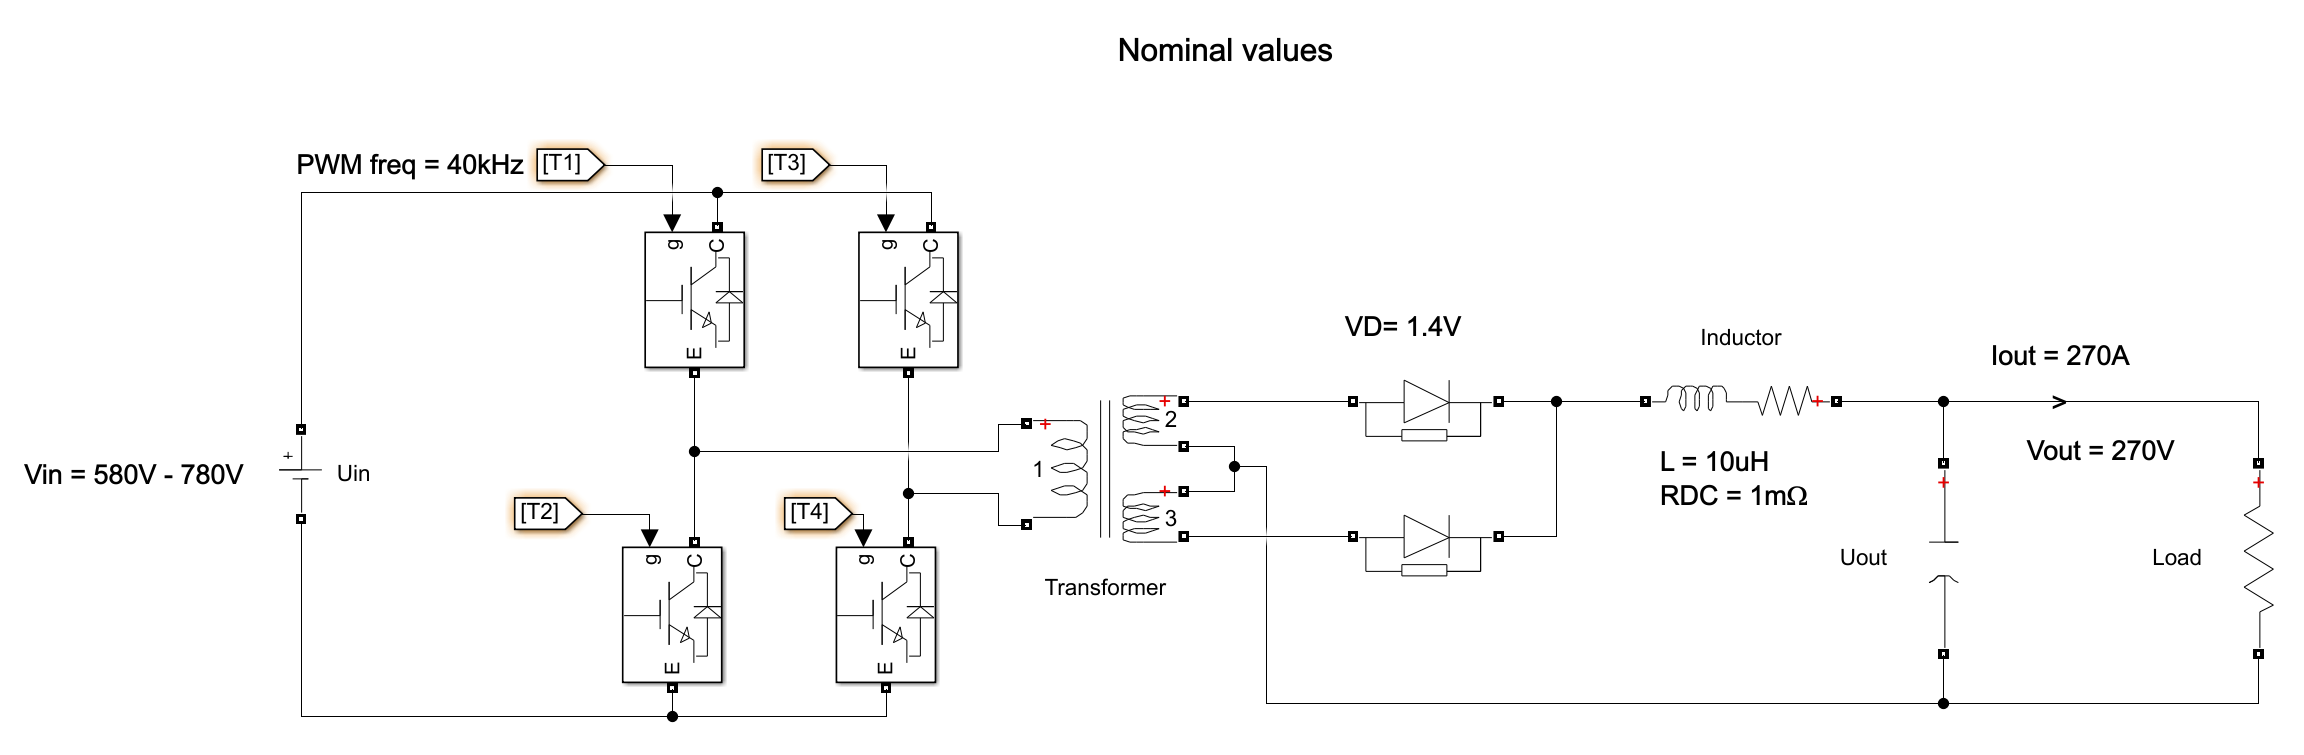 Nominal values
PWM freq = 40kHz
[T1]
[T3]
g
C
E
g
C
E
Vin = 580V - 780V
+
Uin
[T2]
[T4]
g
C
E
g
C
E
+
1
+
2
+
3
Transformer
VD= 1.4V
Inductor
+
L = 10uH
RDC = 1mΩ
Iout = 270A
Vout = 270V
+
Uout
+
Load